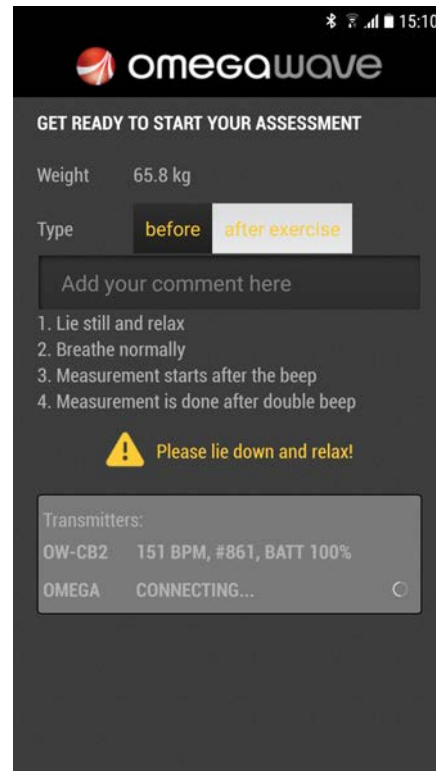 15:10
omegawave
GET READY TO START YOUR ASSESSMENT
Weight 65.8 kg
Type before after exercise
Add your comment here
1. Lie still and relax
2. Breathe normally
3. Measurement starts after the beep
4. Measurement is done after double beep
Please lie down and relax!
Transmitters:
OW-CB2 151 BPM, #861, BATT 100%
OMEGA CONNECTING...